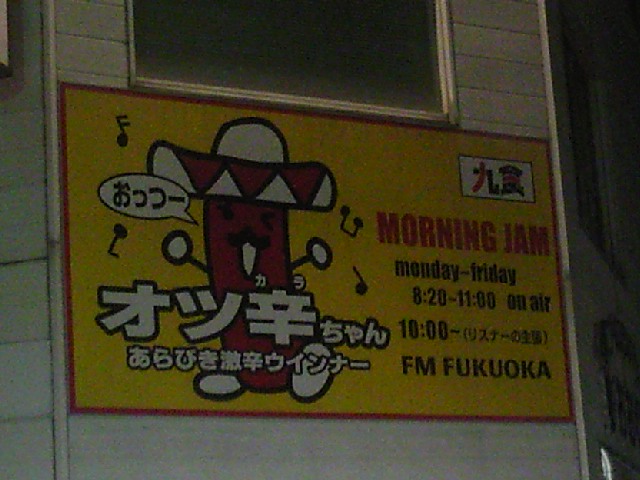 おっつー
オツ辛ちゃん
カラ
あらびき激辛ウインナー
九食
MORNING JAM
monday-friday
8:20~11:00 on air
10:00~(リスナーの主張)
FM FUKUOKA